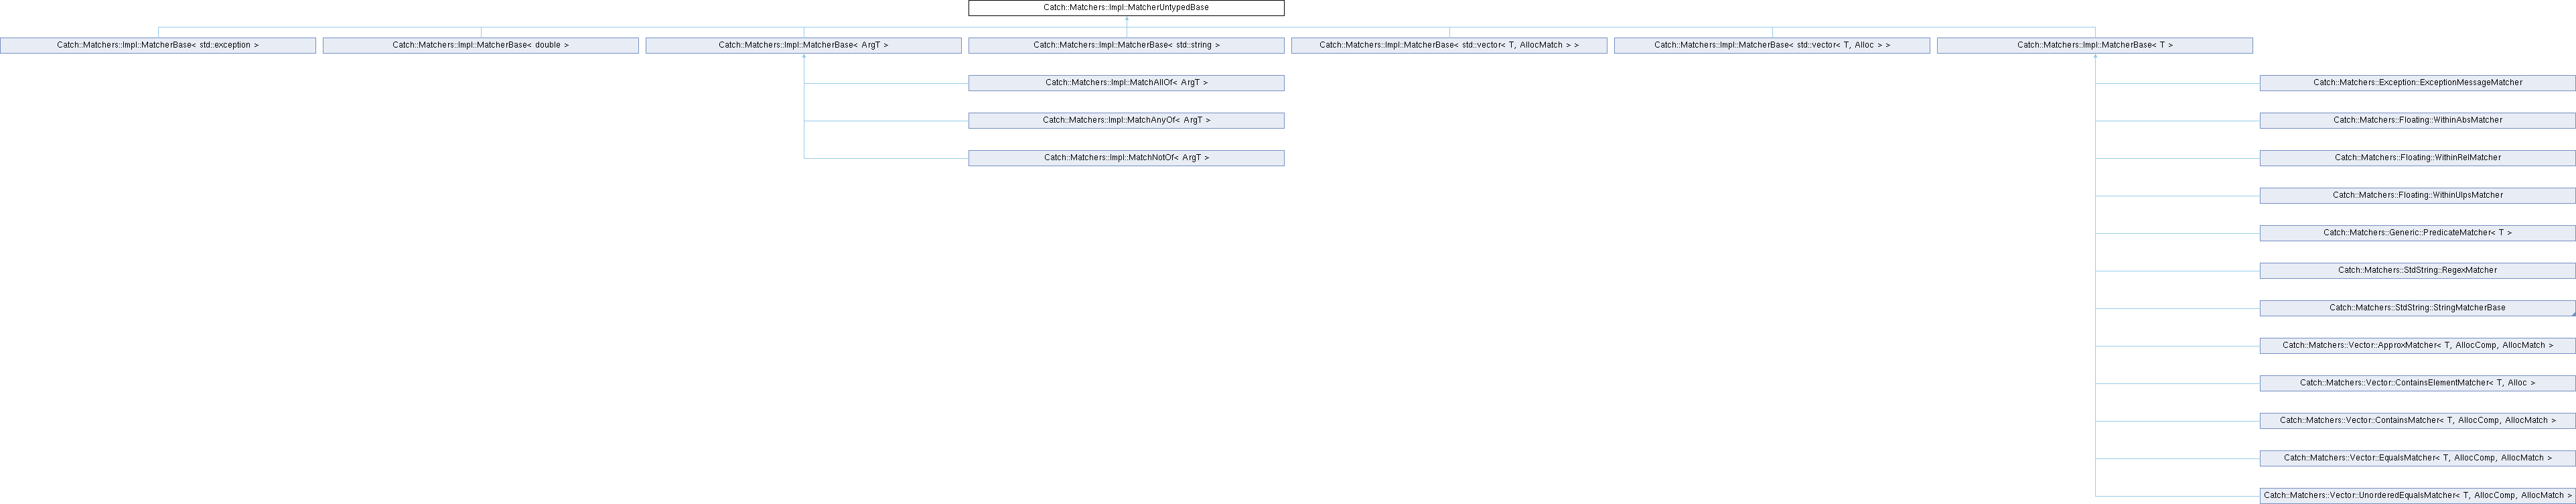 Catch::Matchers::Impl::MatcherUntypedBase
Catch::Matchers::Impl::MatcherBase< std::exception >
Catch::Matchers::Impl::MatcherBase< double >
Catch::Matchers::Impl::MatcherBase< ArgT >
Catch::Matchers::Impl::MatcherBase< std::string >
Catch::Matchers::Impl::MatcherBase< std::vector< T, AllocMatch > >
Catch::Matchers::Impl::MatcherBase< std::vector< T, Alloc > >
Catch::Matchers::Impl::MatcherBase< T >
Catch::Matchers::Impl::MatchAllOf< ArgT >
Catch::Matchers::Impl::MatchAnyOf< ArgT >
Catch::Matchers::Impl::MatchNotOf< ArgT >
Catch::Matchers::Exception::ExceptionMessageMatcher
Catch::Matchers::Floating::WithinAbsMatcher
Catch::Matchers::Floating::WithinRelMatcher
Catch::Matchers::Floating::WithinUlpsMatcher
Catch::Matchers::Generic::PredicateMatcher< T >
Catch::Matchers::StdString::RegexMatcher
Catch::Matchers::StdString::StringMatcherBase
Catch::Matchers::Vector::ApproxMatcher< T, AllocComp, AllocMatch >
Catch::Matchers::Vector::ContainsElementMatcher< T, Alloc >
Catch::Matchers::Vector::ContainsMatcher< T, AllocComp, AllocMatch >
Catch::Matchers::Vector::EqualsMatcher< T, AllocComp, AllocMatch >
Catch::Matchers::Vector::UnorderedEqualsMatcher< T, AllocComp, AllocMatch >